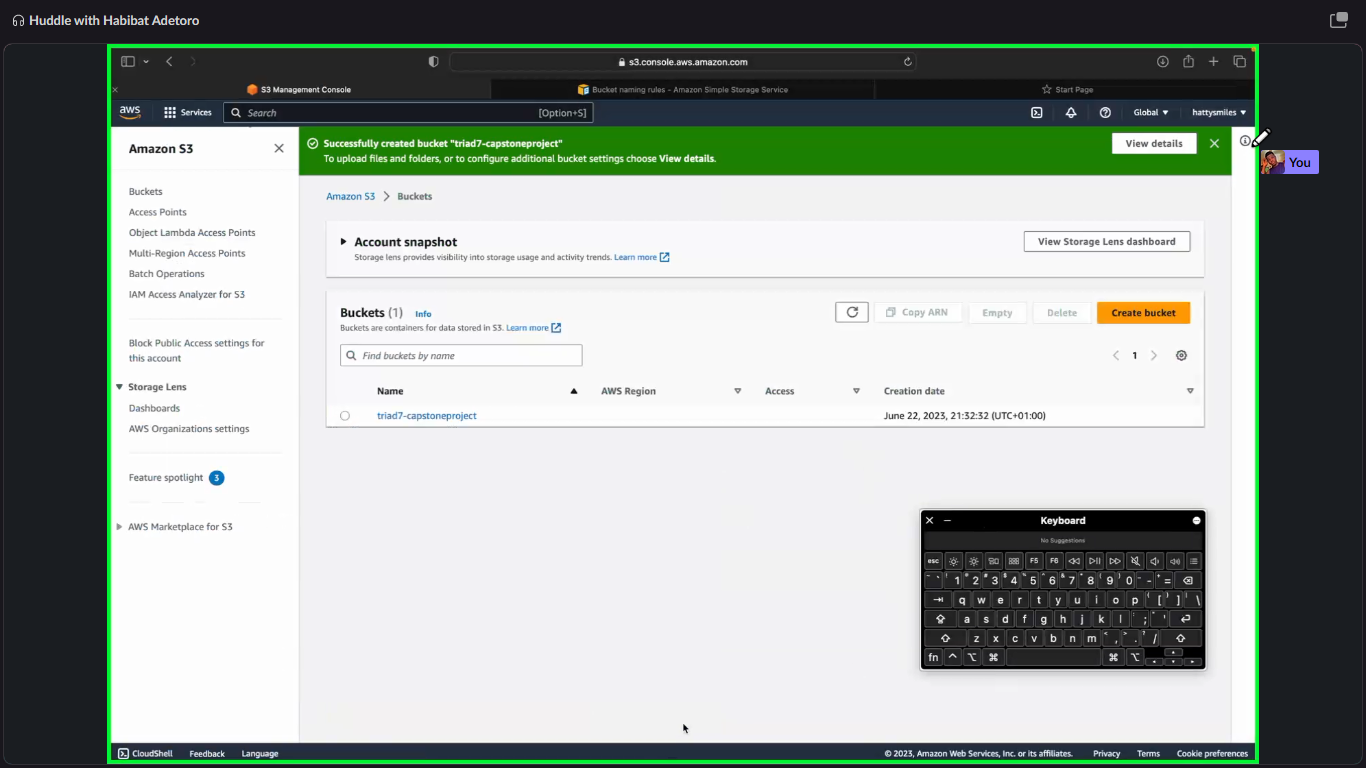 Huddle with Habibat Adetoro
s3.console.aws.amazon.com
S3 Management Console
Bucket naming rules - Amazon Simple Storage Service
Start Page
aws
Services
Search
[Option+S]
Global
hattysmiles
You
Amazon S3
Buckets
Access Points
Object Lambda Access Points
Multi-Region Access Points
Batch Operations
IAM Access Analyzer for S3
Block Public Access settings for
this account
Storage Lens
Dashboards
AWS Organizations settings
Feature spotlight 3
AWS Marketplace for S3
Successfully created bucket "triad7-capstoneproject"
To upload files and folders, or to configure additional bucket settings choose View details.
View details
Amazon S3 > Buckets
Account snapshot
Storage lens provides visibility into storage usage and activity trends. Learn more
View Storage Lens dashboard
Buckets (1) Info
Buckets are containers for data stored in S3. Learn more
Copy ARN
Empty
Delete
Create bucket
Find buckets by name
1
Name
AWS Region
Access
Creation date
triad7-capstoneproject
June 22, 2023, 21:32:32 (UTC+01:00)
Keyboard
No Suggestions
esc F5 F6
1 2 3 4 5 6 7 8 9 0 - =
q w e r t y u i o p [ ] \
a s d f g h j k l ; '
z x c v b n m , . /
fn
CloudShell
Feedback
Language
© 2023, Amazon Web Services, Inc. or its affiliates.
Privacy
Terms
Cookie preferences